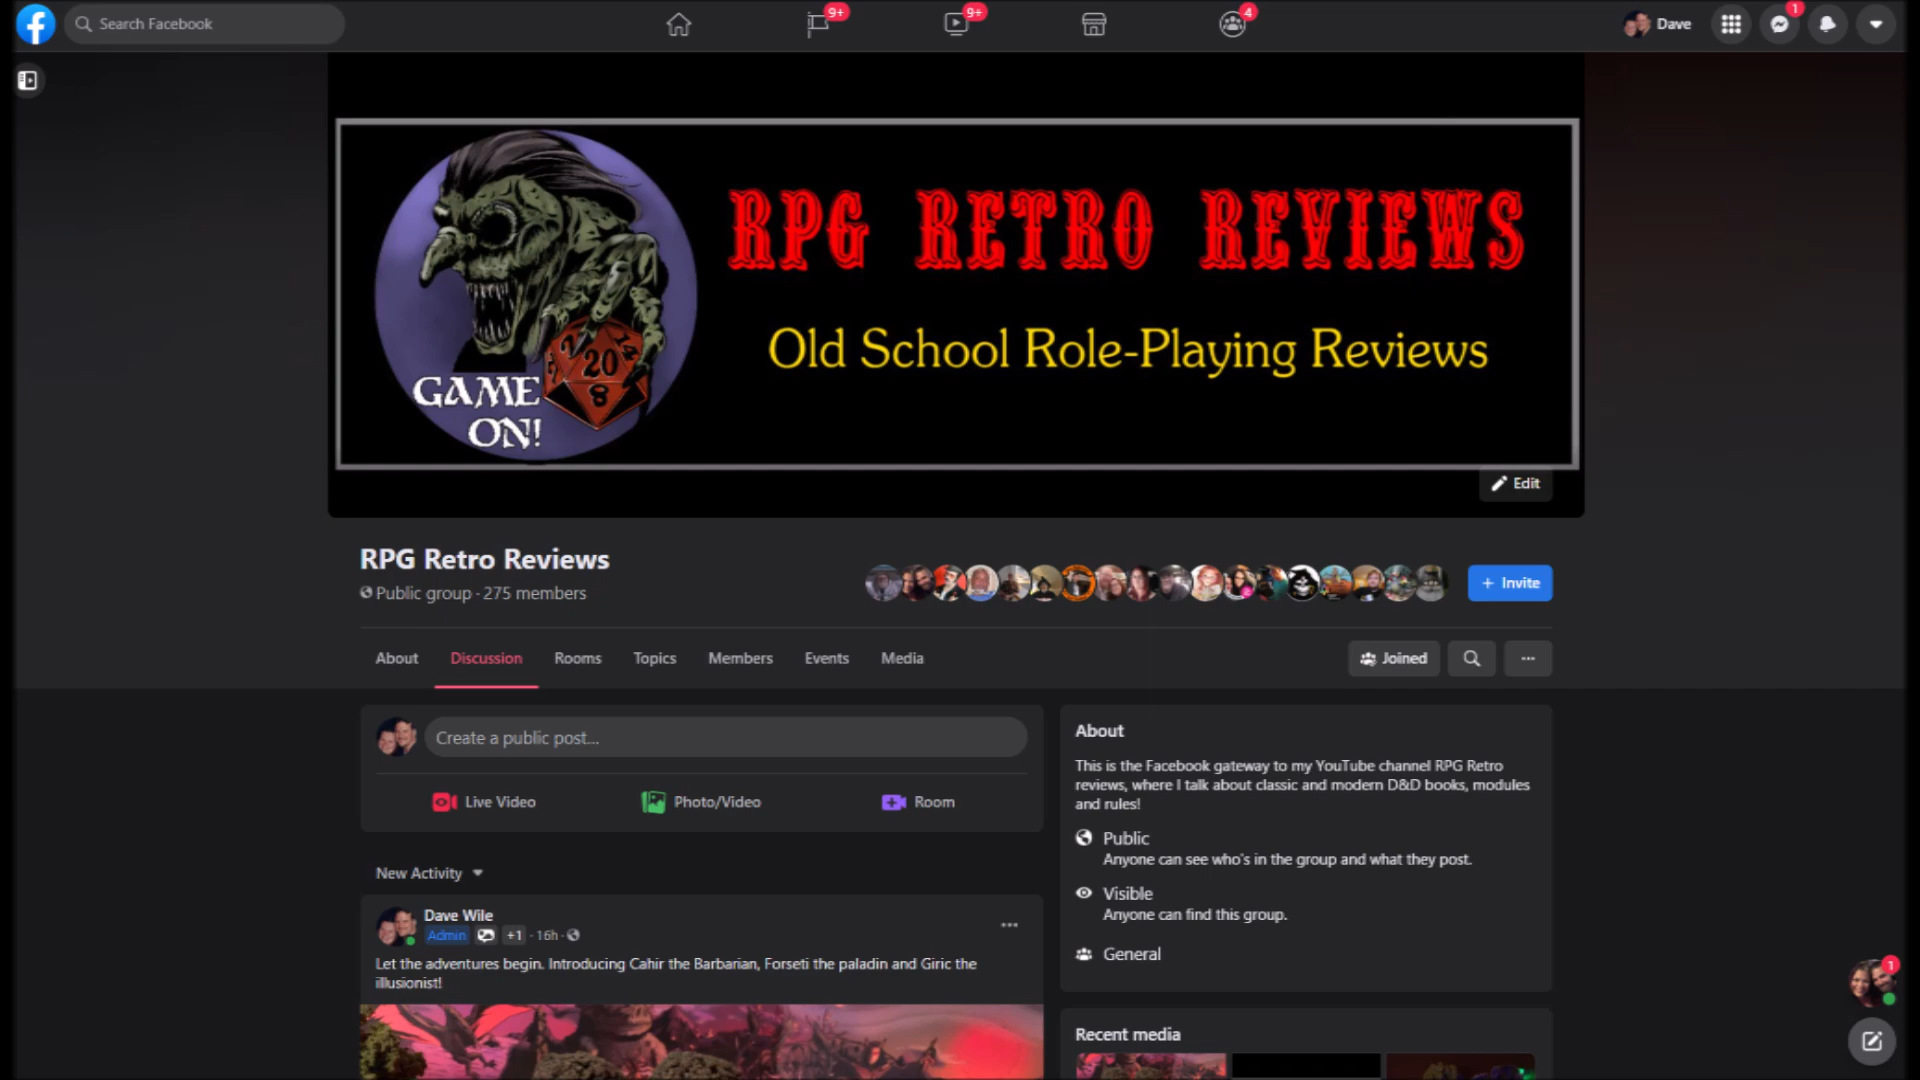 Search Facebook
9+
9+
4
Dave
1
RPG RETRO REVIEWS
Old School Role-Playing Reviews
20
14
8
GAME
ON!
Edit
RPG Retro Reviews
Public group · 275 members
+ Invite
About
Discussion
Rooms
Topics
Members
Events
Media
Joined
Create a public post...
Live Video
Photo/Video
Room
New Activity
Dave Wile
Admin
+1 · 16h ·
Let the adventures begin. Introducing Cahir the Barbarian, Forseti the paladin and Giric the
illusionist!
About
This is the Facebook gateway to my YouTube channel RPG Retro
reviews, where I talk about classic and modern D&D books, modules
and rules!
Public
Anyone can see who's in the group and what they post.
Visible
Anyone can find this group.
General
Recent media
1